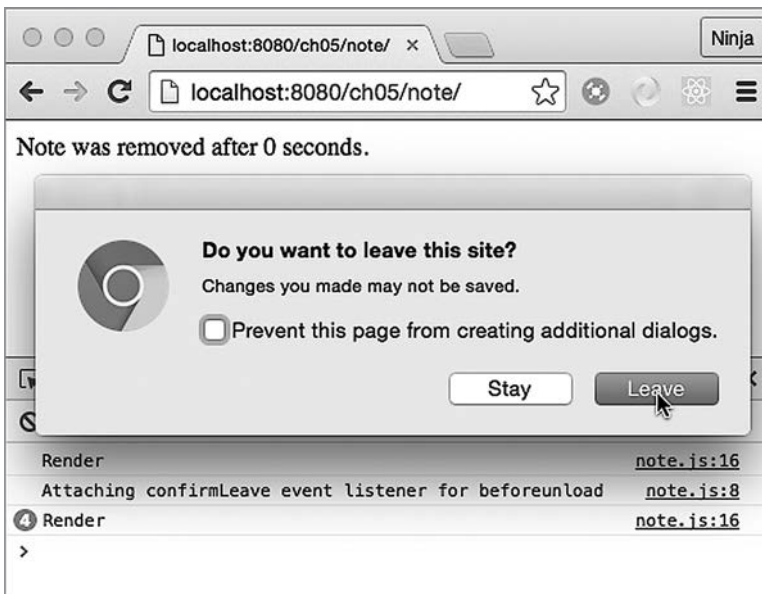 localhost:8080/ch05/note/ ×
Ninja
localhost:8080/ch05/note/
Note was removed after 0 seconds.
Do you want to leave this site?
Changes you made may not be saved.
Prevent this page from creating additional dialogs.
Stay
Leave
Render note.js:16
Attaching confirmLeave event listener for beforeunload note.js:8
4 Render note.js:16
>